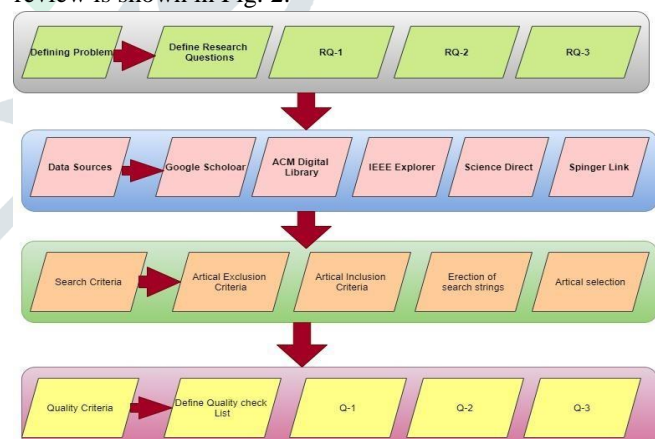 review is shown in Fig. 2.
Defining Problem
Define Research
Questions
RQ-1
RQ-2
RQ-3
Data Sources
Google Scholoar
ACM Digital
Library
IEEE Explorer
Science Direct
Spinger Link
Search Criteria
Artical Exclusion
Criteria
Artical Inclusion
Criteria
Erection of
search strings
Artical selection
Quality Criteria
Define Quality check
List
Q-1
Q-2
Q-3